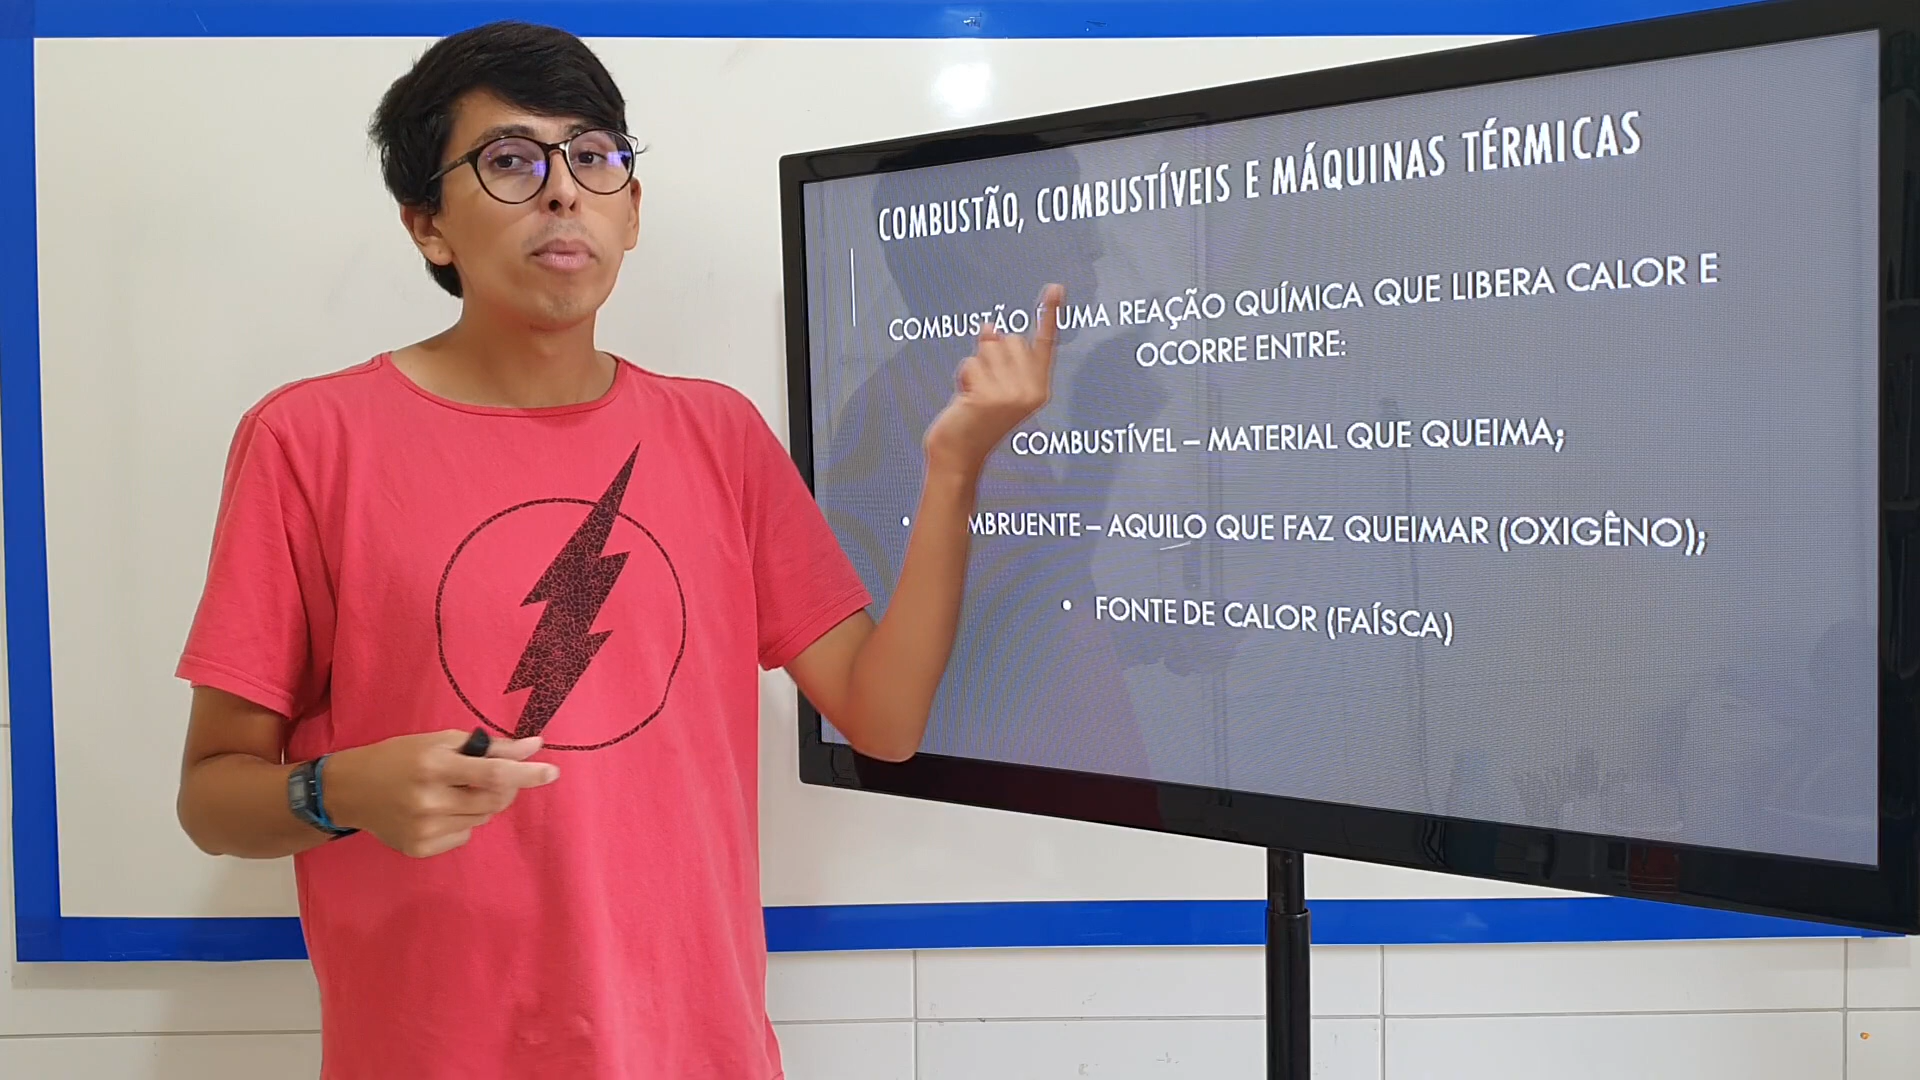 COMBUSTÃO, COMBUSTÍVEIS E MÁQUINAS TÉRMICAS
COMBUSTÃO UMA REAÇÃO QUÍMICA QUE LIBERA CALOR E
OCORRE ENTRE:
COMBUSTÍVEL – MATERIAL QUE QUEIMA;
• MBRUENTE – AQUILO QUE FAZ QUEIMAR (OXIGÊNO);
• FONTE DE CALOR (FAÍSCA)